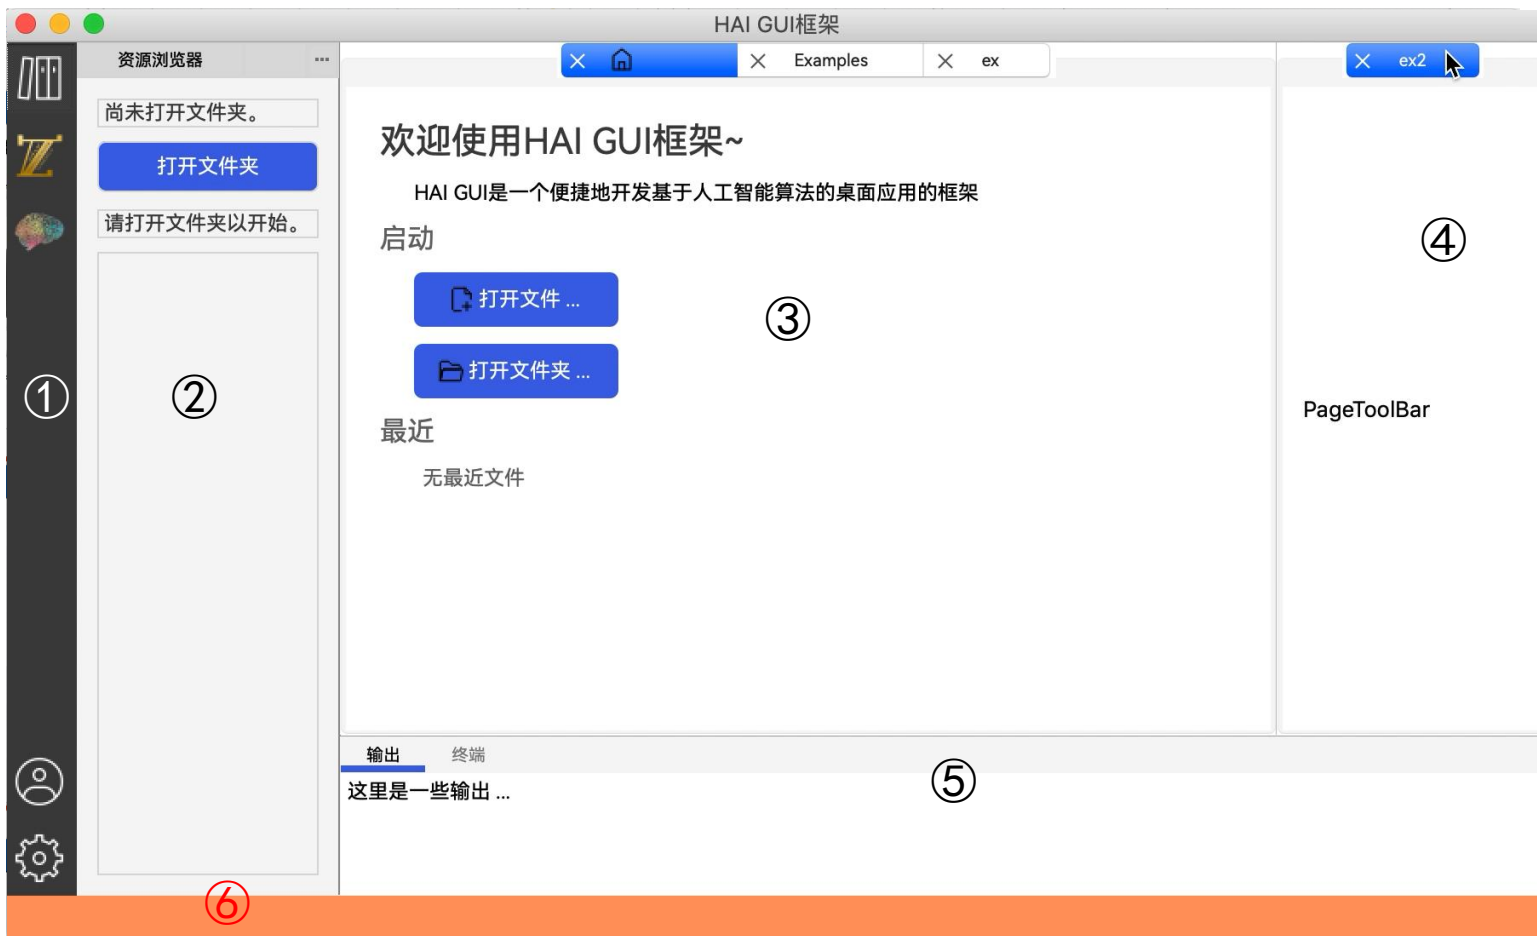 HAI GUI框架
资源浏览器 ...
尚未打开文件夹。
打开文件夹
请打开文件夹以开始。
Examples
ex
ex2
欢迎使用HAI GUI框架~
HAI GUI是一个便捷地开发基于人工智能算法的桌面应用的框架
启动
打开文件 ...
打开文件夹 ...
最近
无最近文件
①
②
③
④
PageToolBar
输出 终端
⑤
这里是一些输出 ...
⑥